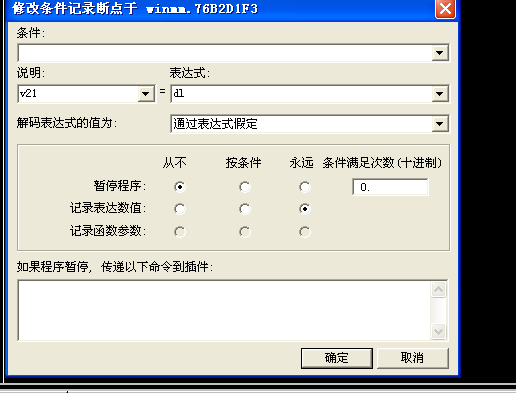 修改条件记录断点于 winmm.76B2D1F3
条件:
说明: 表达式:
v21 = dl
解码表达式的值为: 通过表达式假定
从不 按条件 永远 条件满足次数(十进制)
暂停程序: 0.
记录表达数值:
记录函数参数:
如果程序暂停, 传递以下命令到插件:
确定 取消